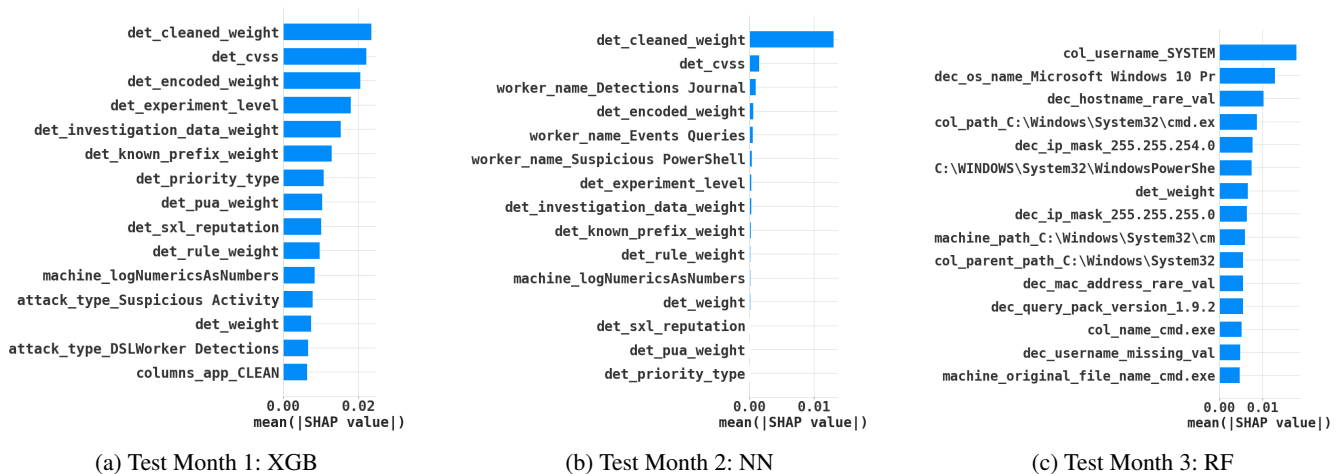 det_cleaned_weight
det_cvss
det_encoded_weight
det_experiment_level
det_investigation_data_weight
det_known_prefix_weight
det_priority_type
det_pua_weight
det_sxl_reputation
det_rule_weight
machine_logNumericsAsNumbers
attack_type_Suspicious Activity
det_weight
attack_type_DSLWorker Detections
columns_app_CLEAN
0.00 0.02
mean(|SHAP value|)
(a) Test Month 1: XGB
det_cleaned_weight
det_cvss
worker_name_Detections Journal
det_encoded_weight
worker_name_Events Queries
worker_name_Suspicious PowerShell
det_experiment_level
det_investigation_data_weight
det_known_prefix_weight
det_rule_weight
machine_logNumericsAsNumbers
det_weight
det_sxl_reputation
det_pua_weight
det_priority_type
0.00 0.01
mean(|SHAP value|)
(b) Test Month 2: NN
col_username_SYSTEM
dec_os_name_Microsoft Windows 10 Pr
dec_hostname_rare_val
col_path_C:\Windows\System32\cmd.ex
dec_ip_mask_255.255.254.0
C:\WINDOWS\System32\WindowsPowerShe
det_weight
dec_ip_mask_255.255.255.0
machine_path_C:\Windows\System32\cm
col_parent_path_C:\Windows\System32
dec_mac_address_rare_val
dec_query_pack_version_1.9.2
col_name_cmd.exe
dec_username_missing_val
machine_original_file_name_cmd.exe
0.00 0.01
mean(|SHAP value|)
(c) Test Month 3: RF